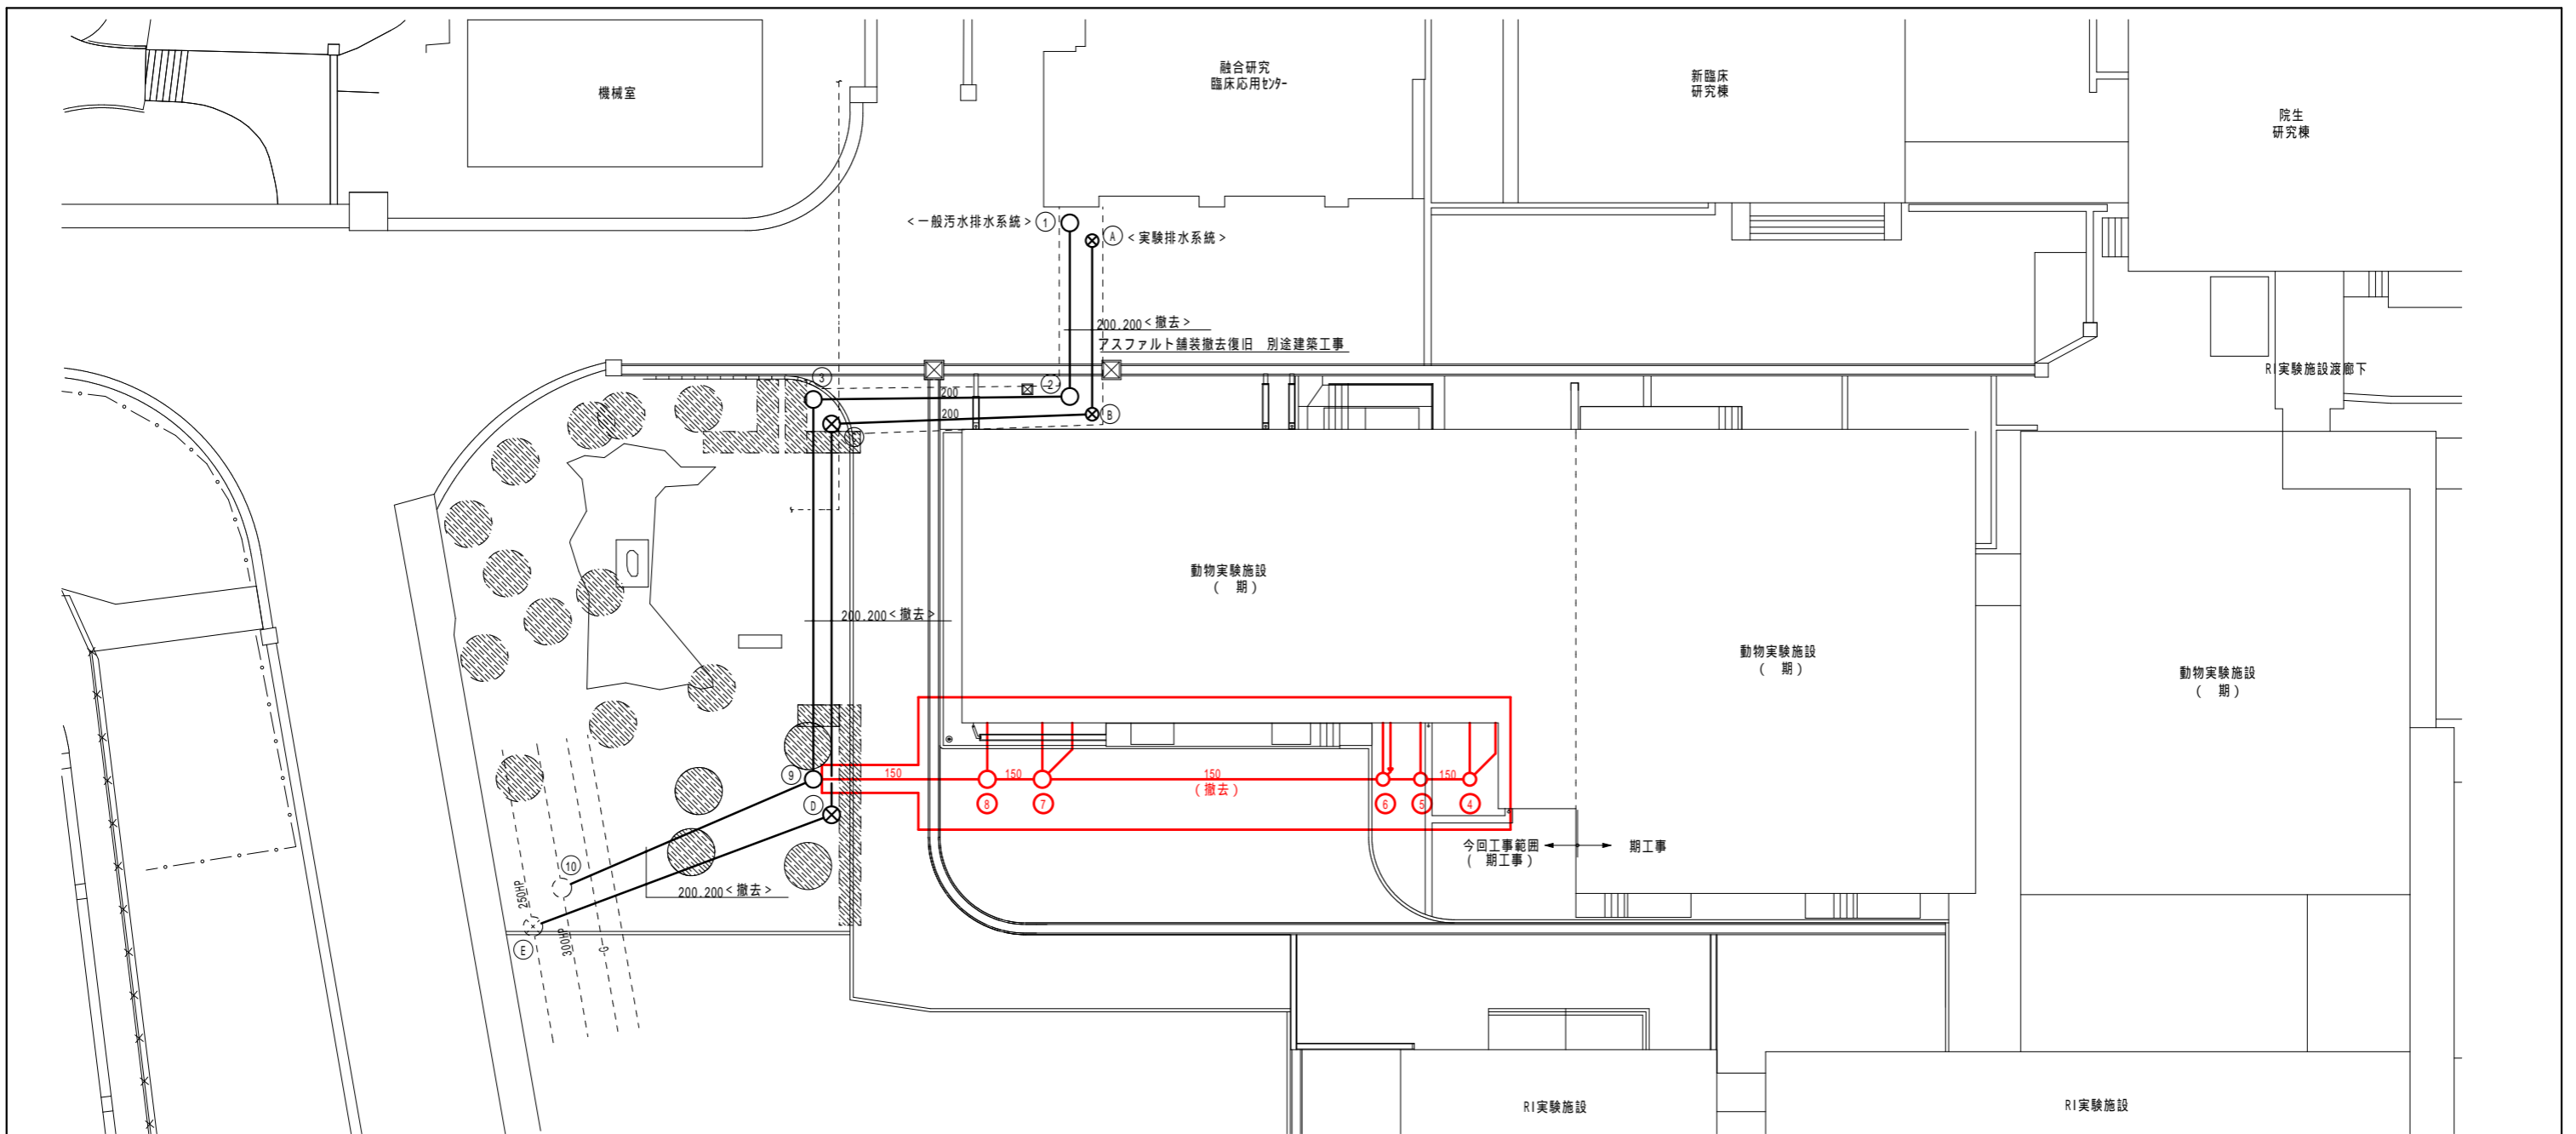 機械室
融合研究
臨床応用センター
新臨床
研究棟
院生
研究棟
<一般汚水排水系統>
1
A
<実験排水系統>
200.200<撤去>
アスファルト舗装撤去復旧 別途建築工事
RI実験施設渡廊下
3
2
200
200
B
動物実験施設
( 期)
200.200<撤去>
動物実験施設
( 期)
動物実験施設
( 期)
9
150
150
150
(撤去)
150
8
7
6
5
4
D
今回工事範囲
( 期工事)
期工事
10
200.200<撤去>
250HP
300HP
G
E
RI実験施設
RI実験施設